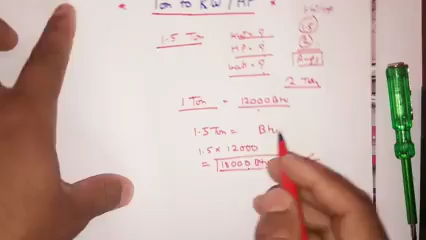 * Ton to KW/HP *
1.5 Ton
KW = ?
HP = ?
watt = ?
2 Ton
1 Ton = 12000 Btu
1.5 Ton = Btu
1.5 x 12000
= 18000 Btu